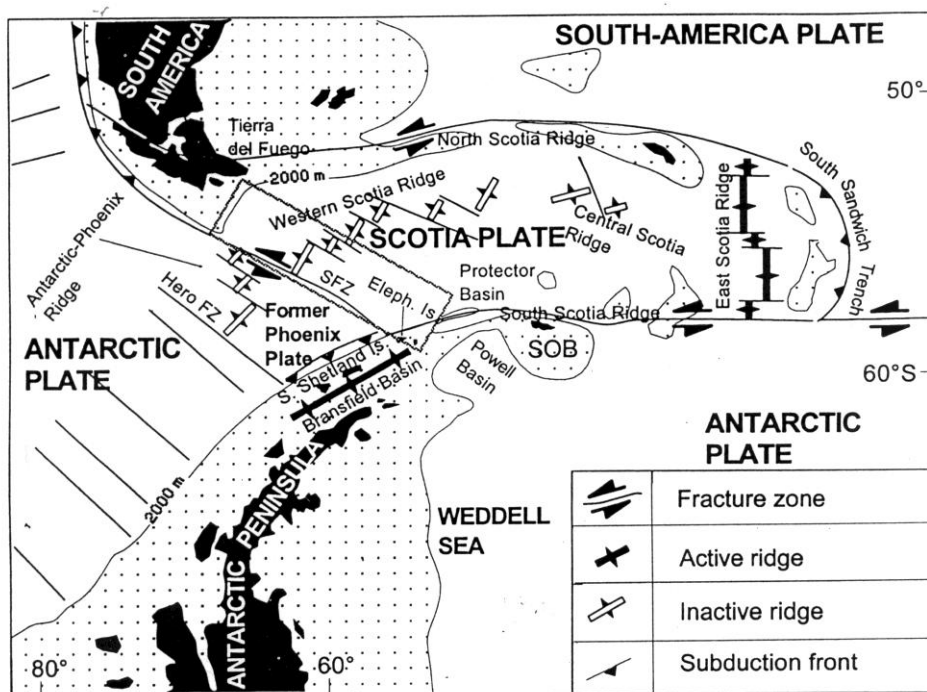 SOUTH-AMERICA PLATE
50°
SOUTH
AMERICA
Tierra
del Fuego
2000 m
North Scotia Ridge
South Sandwich Trench
Western Scotia Ridge
SCOTIA PLATE
Central Scotia
Ridge
East Scotia Ridge
Antarctic-Phoenix
Ridge
Hero FZ
SFZ
Eleph. Is
Protector
Basin
South Scotia Ridge
Former
Phoenix
Plate
ANTARCTIC
PLATE
S. Shetland Is.
Bransfield Basin
Powell
Basin
SOB
60°S
2000 m
ANTARCTIC PENINSULA
WEDDELL
SEA
ANTARCTIC
PLATE
Fracture zone
Active ridge
Inactive ridge
Subduction front
80°
60°